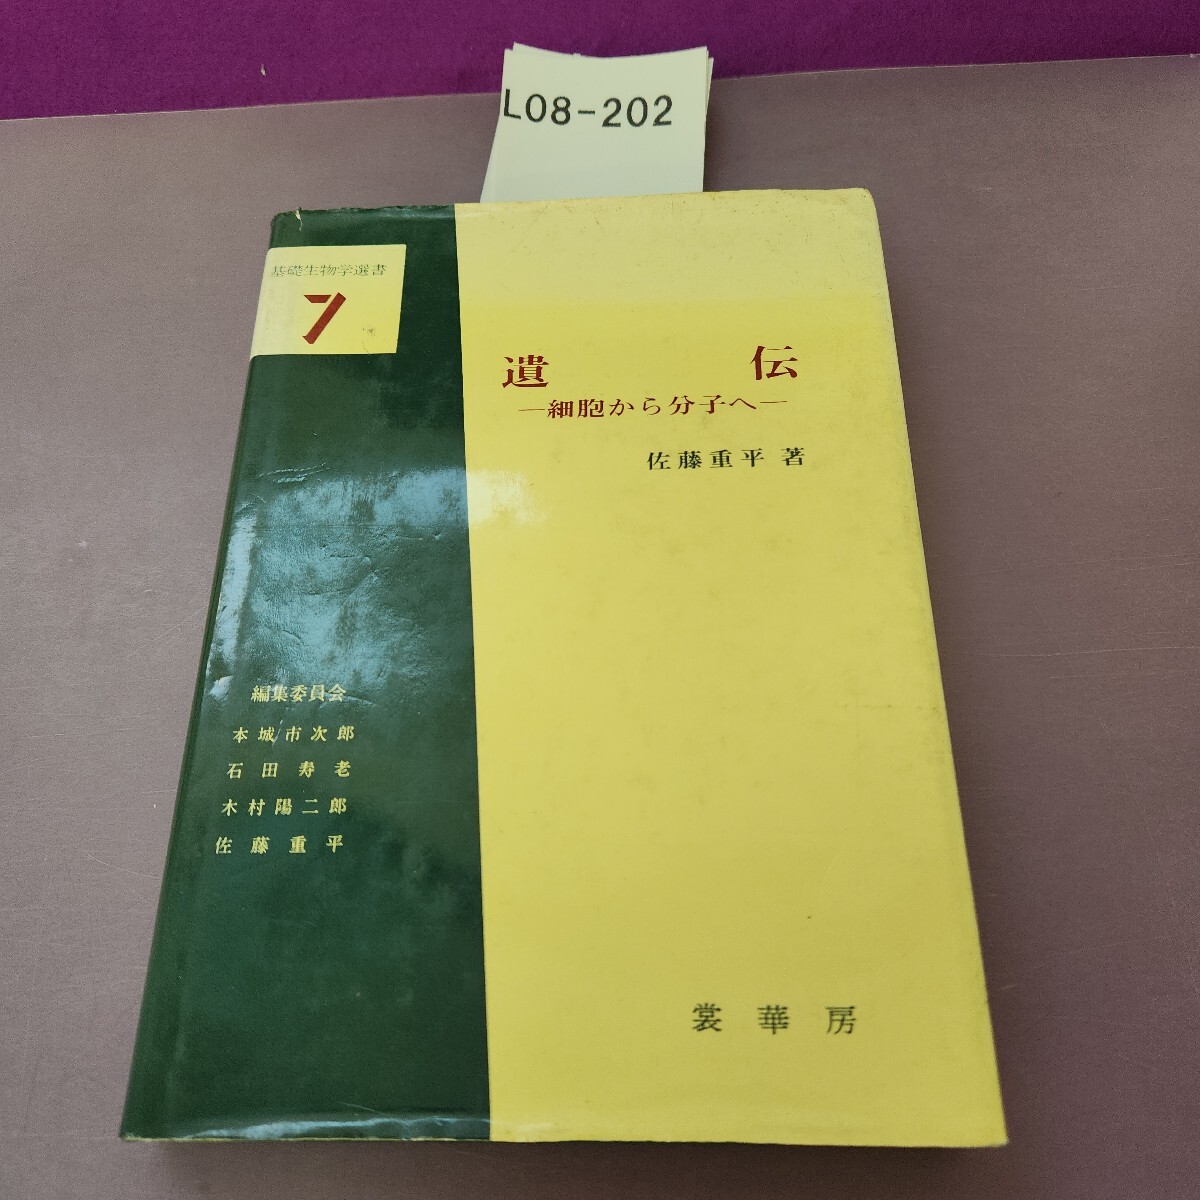 L08-202
基礎生物学選書
7
遺伝
―細胞から分子へ―
佐藤重平 著
編集委員会
本城市次郎
石田寿老
木村陽二郎
佐藤重平
裳華房